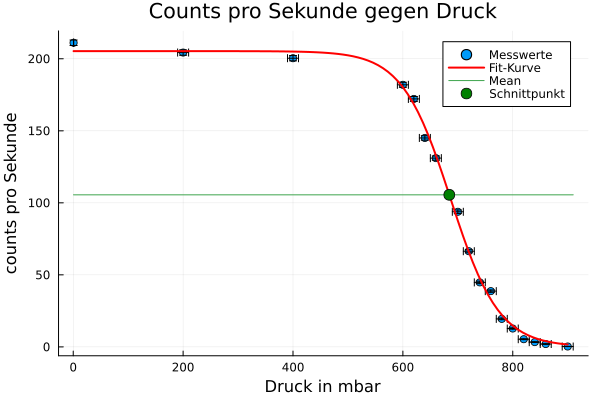 Counts pro Sekunde gegen Druck
counts pro Sekunde
200
150
100
50
0
Messwerte
Fit-Kurve
Mean
Schnittpunkt
0 200 400 600 800
Druck in mbar